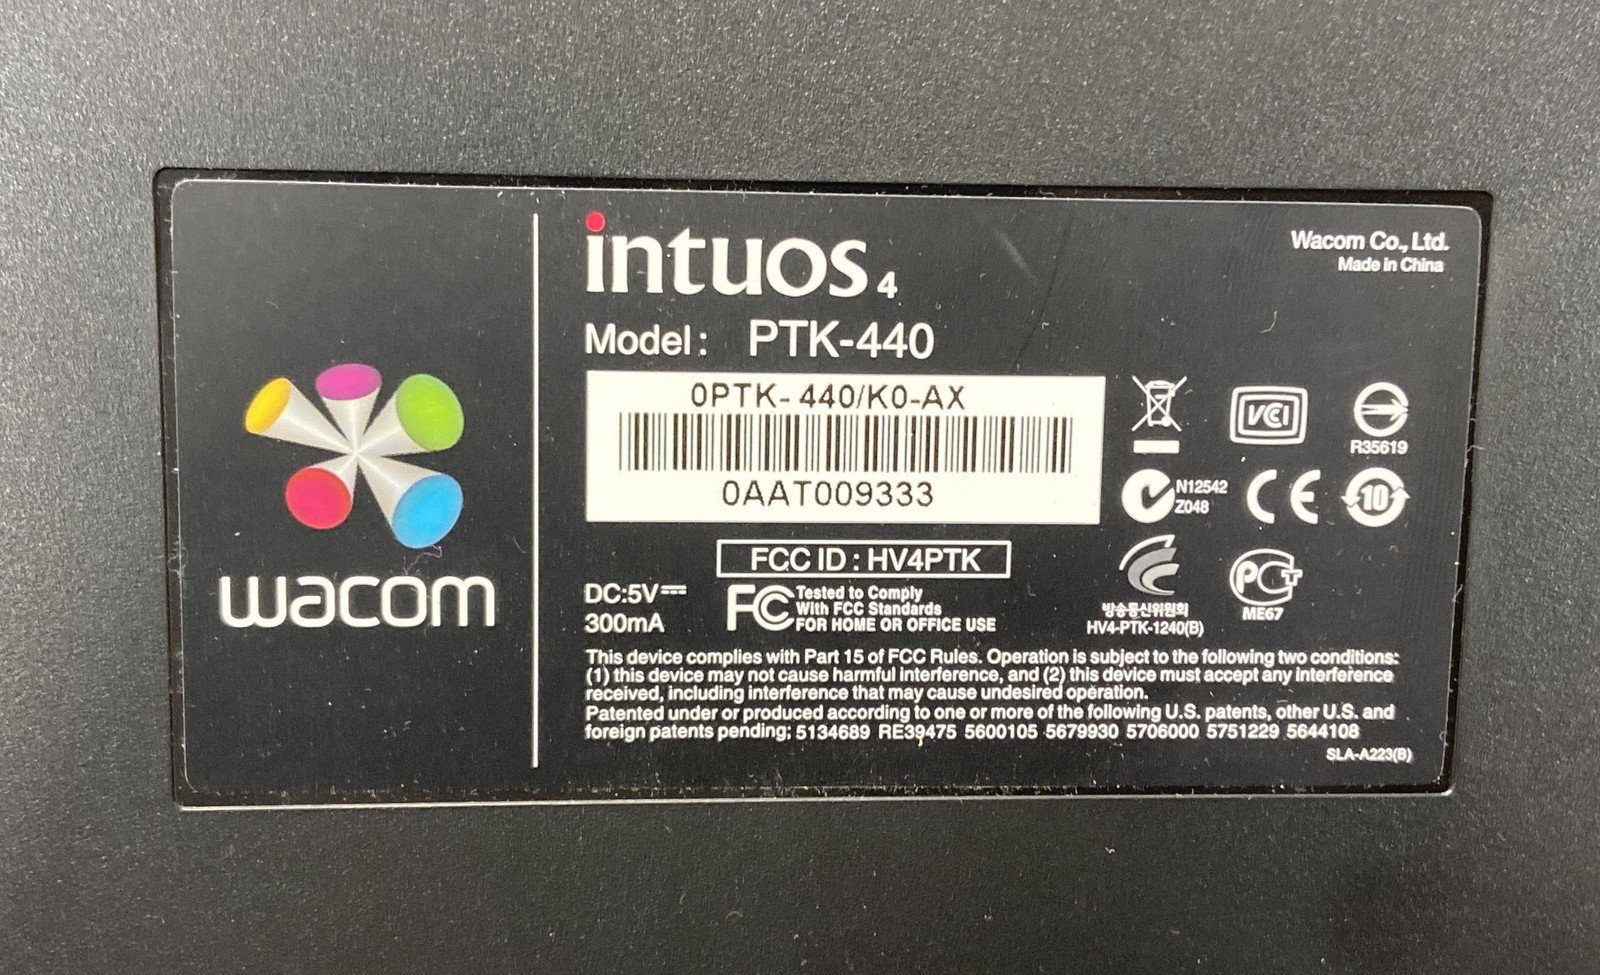 wacom
intuos4
Model: PTK-440
Wacom Co., Ltd.
Made in China
0PTK-440/K0-AX
0AAT009333
VCI
R35619
N12542
Z048
CE
10
FCC ID : HV4PTK
DC:5V
300mA
FC Tested to Comply
With FCC Standards
FOR HOME OR OFFICE USE
방송통신위원회
HV4-PTK-1240(B)
PCT
ME67
This device complies with Part 15 of FCC Rules. Operation is subject to the following two conditions:
(1) this device may not cause harmful interference, and (2) this device must accept any interference
received, including interference that may cause undesired operation.
Patented under or produced according to one or more of the following U.S. patents, other U.S. and
foreign patents pending: 5134689 RE39475 5600105 5679930 5706000 5751229 5644108
SLA-A223(B)